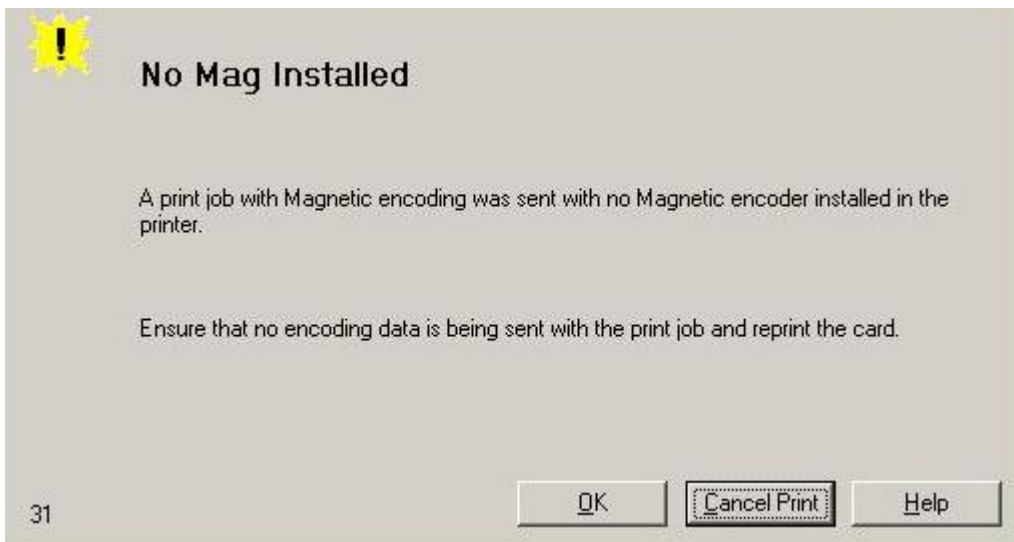 No Mag Installed
A print job with Magnetic encoding was sent with no Magnetic encoder installed in the
printer.
Ensure that no encoding data is being sent with the print job and reprint the card.
31
OK
Cancel Print
Help